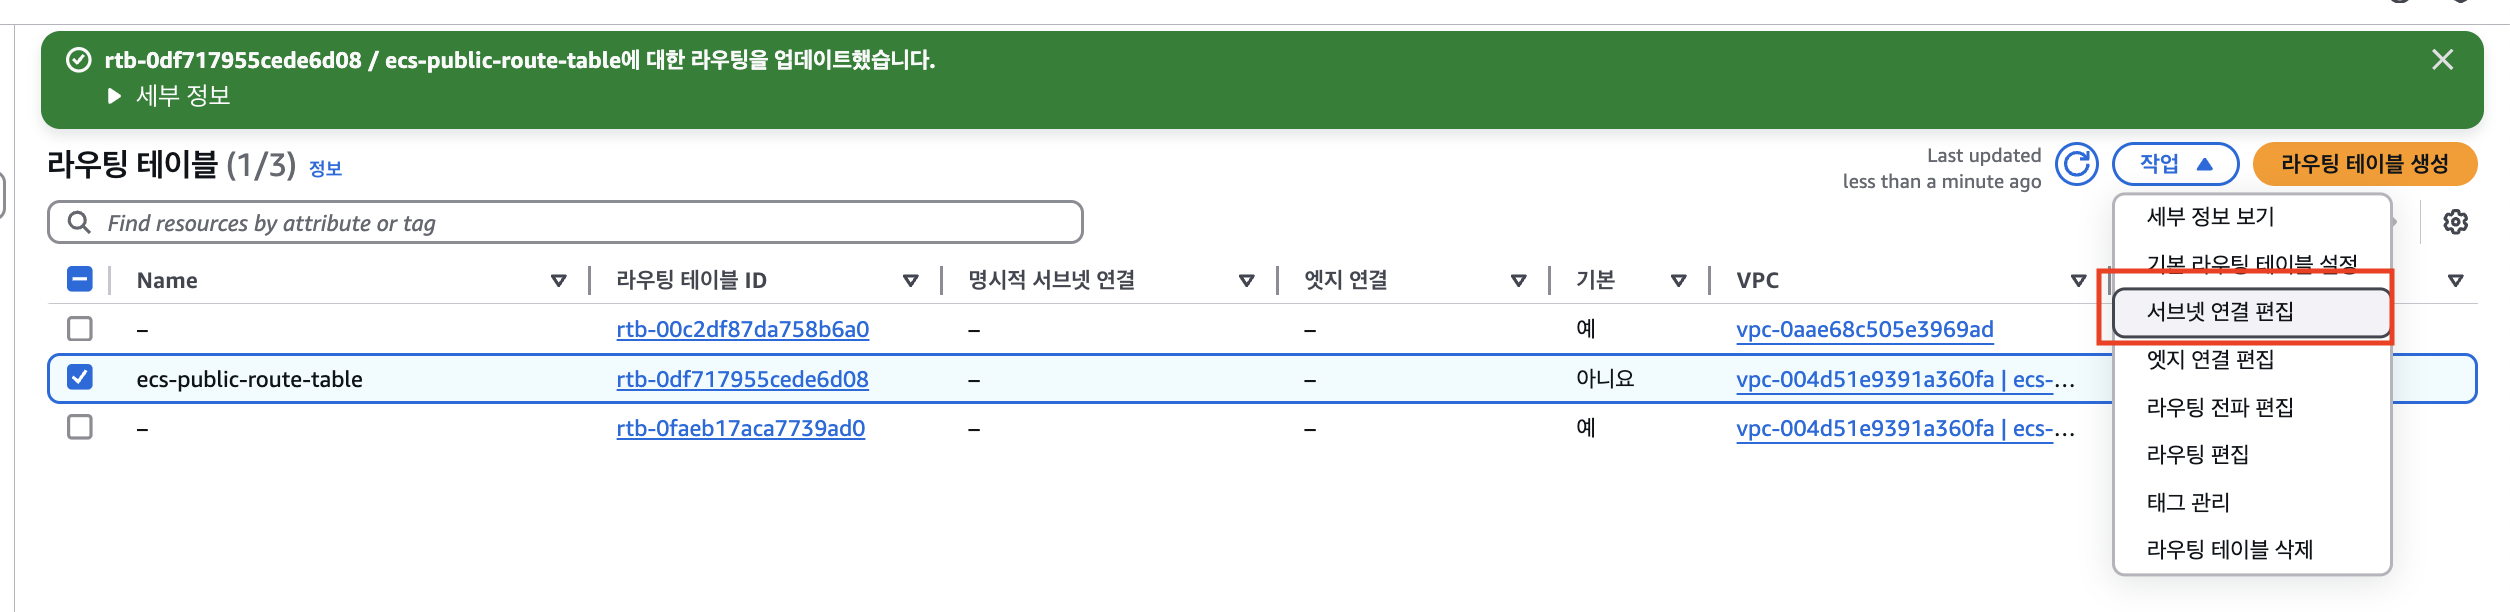 rtb-0df717955cede6d08 / ecs-public-route-table에 대한 라우팅을 업데이트했습니다.
세부 정보
라우팅 테이블 (1/3) 정보
Last updated
less than a minute ago
작업
라우팅 테이블 생성
Find resources by attribute or tag
세부 정보 보기
기본 라우팅 테이블 설정
서브넷 연결 편집
엣지 연결 편집
라우팅 전파 편집
라우팅 편집
태그 관리
라우팅 테이블 삭제
Name 라우팅 테이블 ID 명시적 서브넷 연결 엣지 연결 기본 VPC
– rtb-00c2df87da758b6a0 – – 예 vpc-0aae68c505e3969ad
ecs-public-route-table rtb-0df717955cede6d08 – – 아니요 vpc-004d51e9391a360fa | ecs-...
– rtb-0faeb17aca7739ad0 – – 예 vpc-004d51e9391a360fa | ecs-...